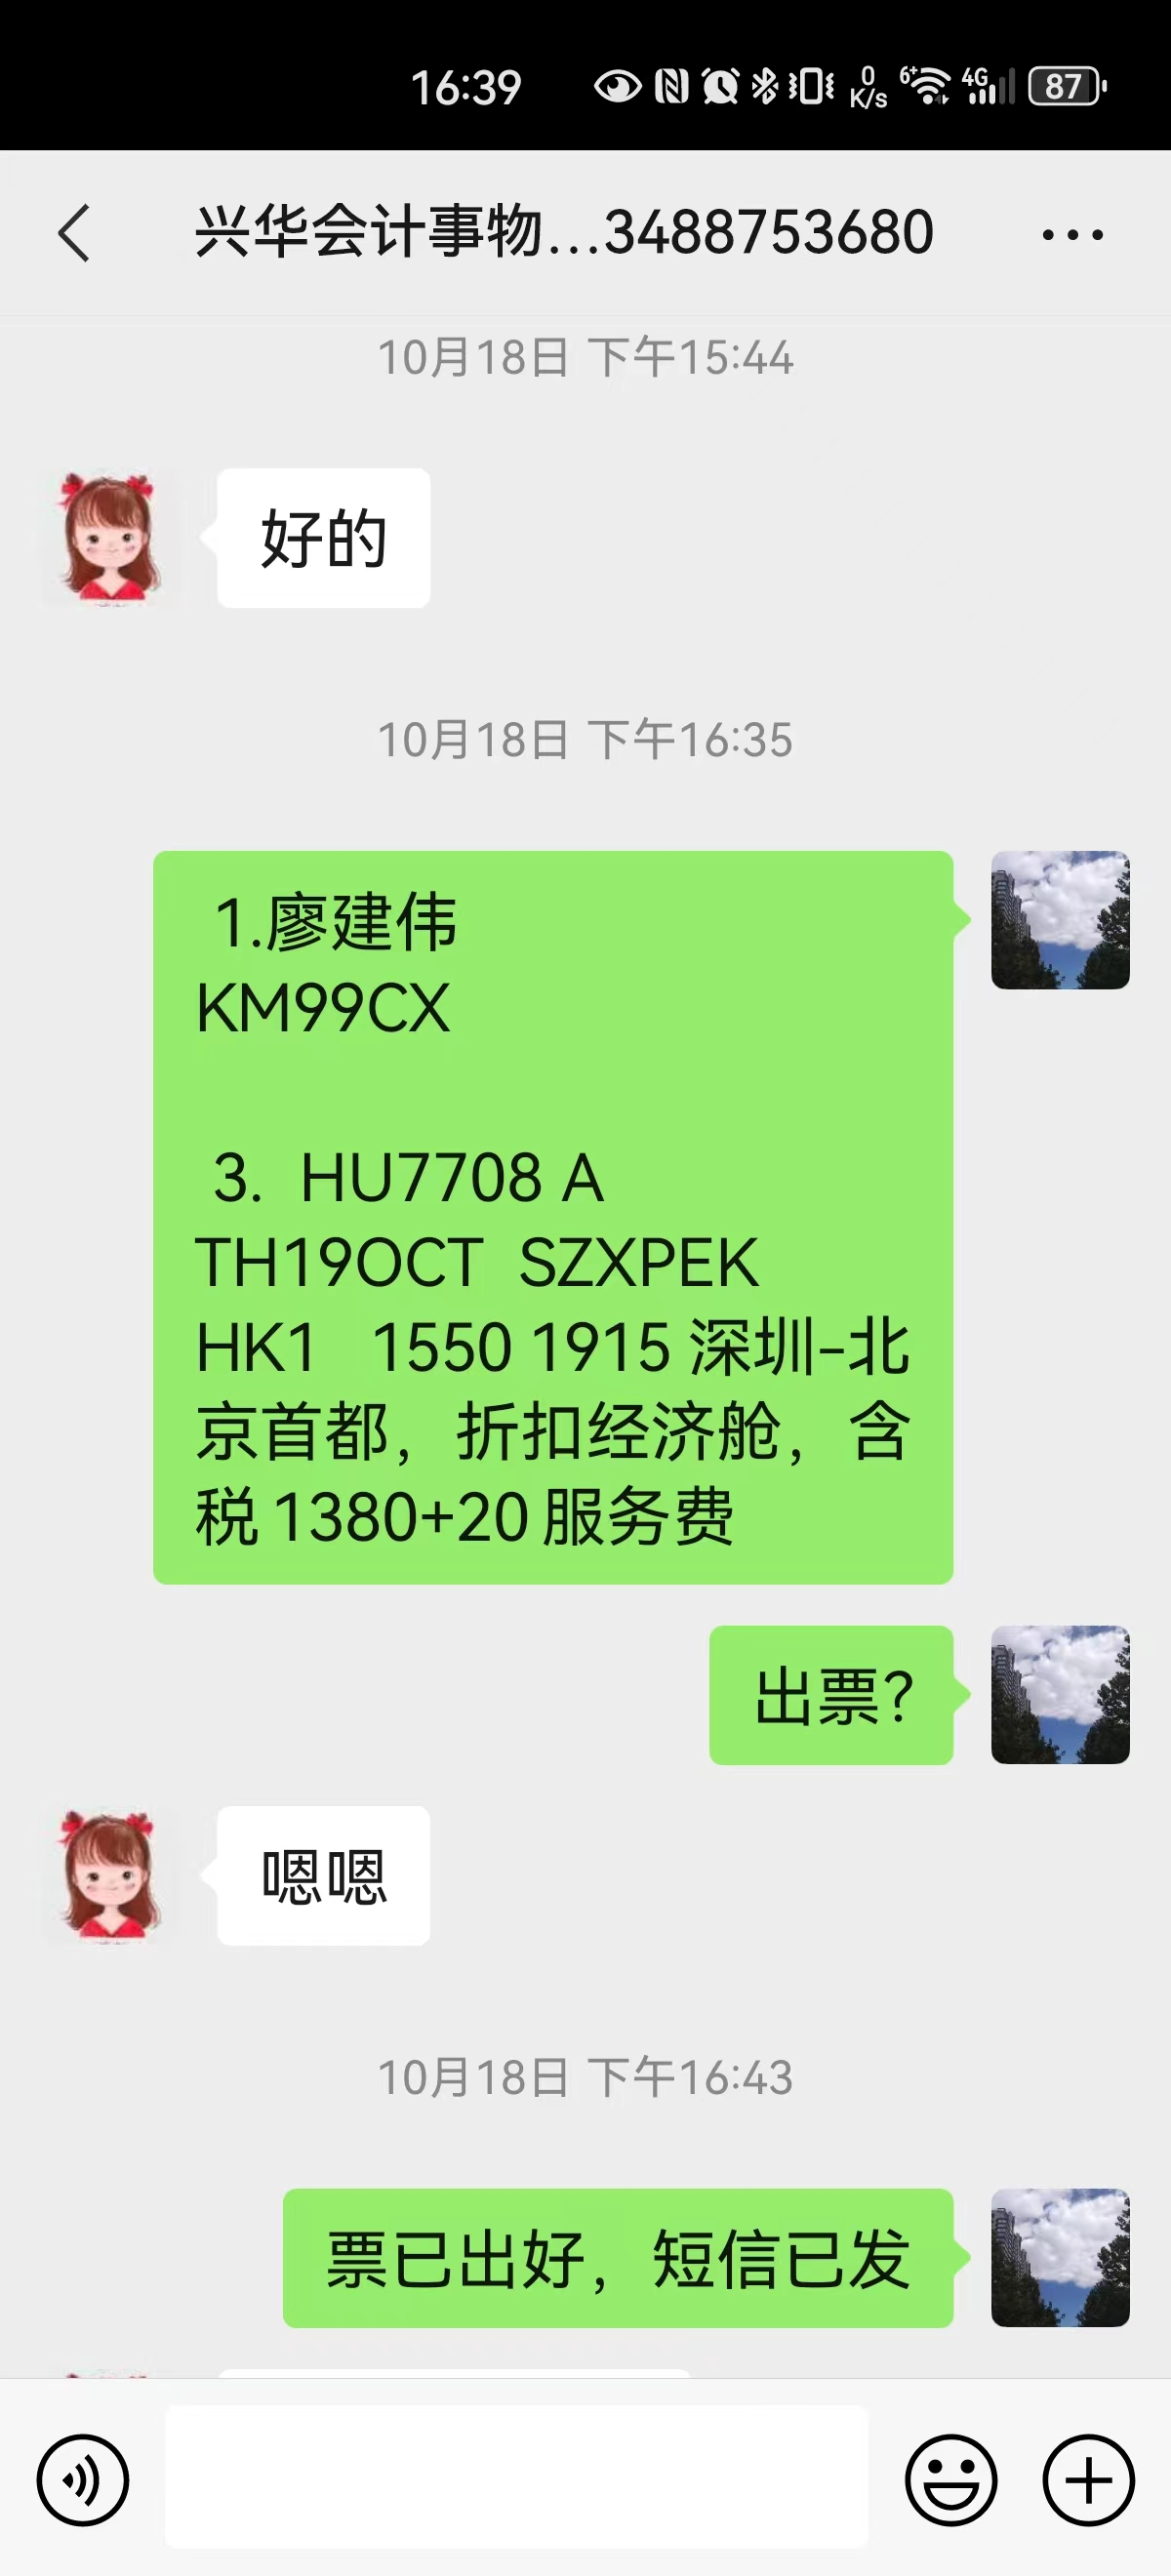 16:39
0
K/s
6+
4G
87
兴华会计事物...3488753680
10月18日 下午15:44
好的
10月18日 下午16:35
1.廖建伟
KM99CX
3. HU7708 A
TH19OCT SZXPEK
HK1 1550 1915 深圳-北
京首都，折扣经济舱，含
税 1380+20 服务费
出票？
嗯嗯
10月18日 下午16:43
票已出好，短信已发